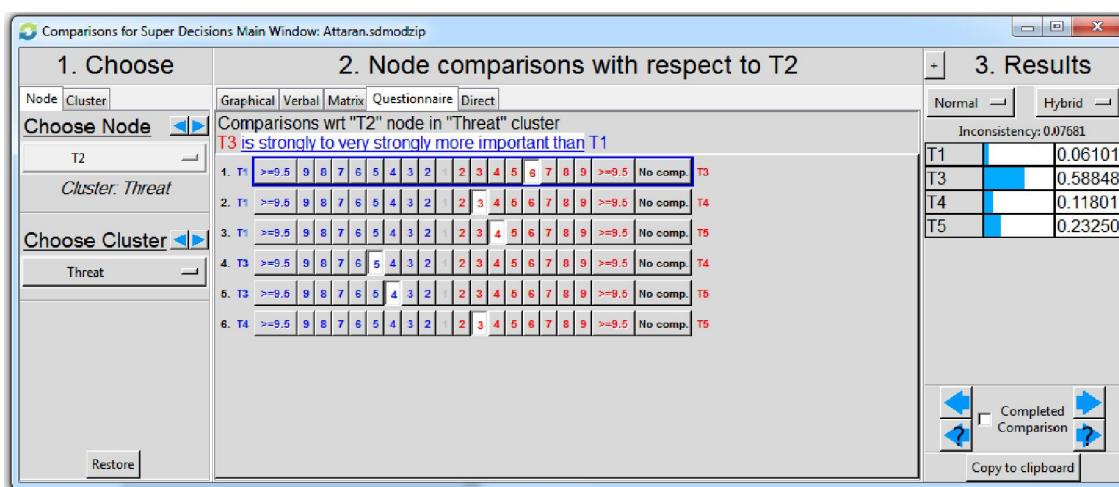 Comparisons for Super Decisions Main Window: Attaran.sdmodzip
1. Choose
2. Node comparisons with respect to T2
+ 3. Results
Node Cluster
Graphical Verbal Matrix Questionnaire Direct
Normal Hybrid
Choose Node
Comparisons wrt "T2" node in "Threat" cluster
T3 is strongly to very strongly more important than T1
Inconsistency: 0.07681
T2
Cluster: Threat
Choose Cluster
Threat
Restore
1. T1 >=9.5 9 8 7 6 5 4 3 2 1 2 3 4 5 6 7 8 9 >=9.5 No comp. T3
2. T1 >=9.5 9 8 7 6 5 4 3 2 1 2 3 4 5 6 7 8 9 >=9.5 No comp. T4
3. T1 >=9.5 9 8 7 6 5 4 3 2 1 2 3 4 5 6 7 8 9 >=9.5 No comp. T5
4. T3 >=9.5 9 8 7 6 5 4 3 2 1 2 3 4 5 6 7 8 9 >=9.5 No comp. T4
5. T3 >=9.5 9 8 7 6 5 4 3 2 1 2 3 4 5 6 7 8 9 >=9.5 No comp. T5
6. T4 >=9.5 9 8 7 6 5 4 3 2 1 2 3 4 5 6 7 8 9 >=9.5 No comp. T5
T1 0.06101
T3 0.58848
T4 0.11801
T5 0.23250
Completed
Comparison
? ?
Copy to clipboard